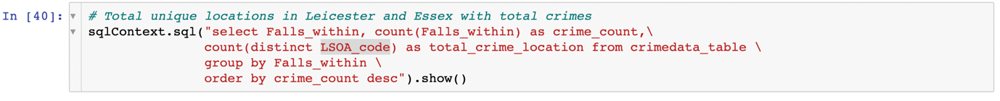 In [40]: # Total unique locations in Leicester and Essex with total crimes
sqlContext.sql("select Falls_within, count(Falls_within) as crime_count,\
count(distinct LSOA_code) as total_crime_location from crimedata_table \
group by Falls_within \
order by crime_count desc").show()